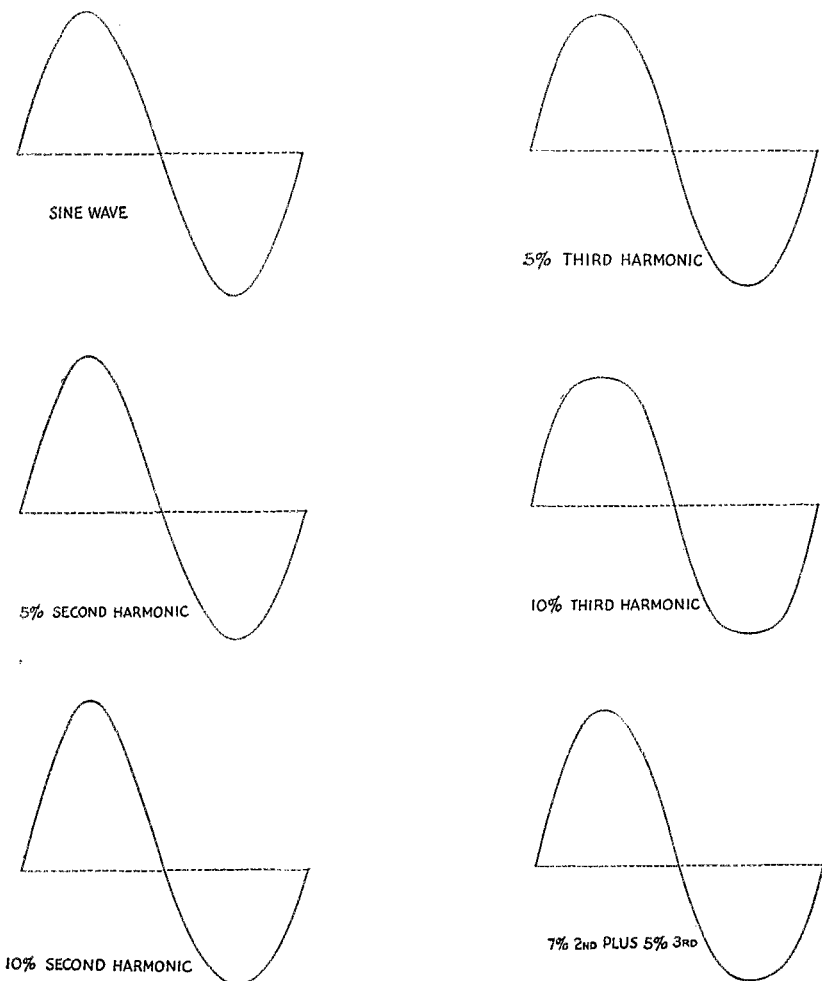 SINE WAVE
5% THIRD HARMONIC
5% SECOND HARMONIC
10% THIRD HARMONIC
10% SECOND HARMONIC
7% 2ND PLUS 5% 3RD